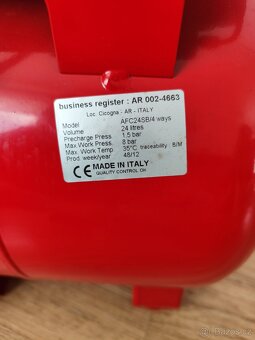 business register : AR 002-4663
Loc. Cicogna - AR - ITALY
Model AFC24SB/4 ways
Volume 24 litres
Precharge Press. 1.5 bar
Max Work Press. 8 bar
Max. Work Temp 35°C traceability B/M
Prod. week/year 48/12
CE MADE IN ITALY
QUALITY CONTROL OK